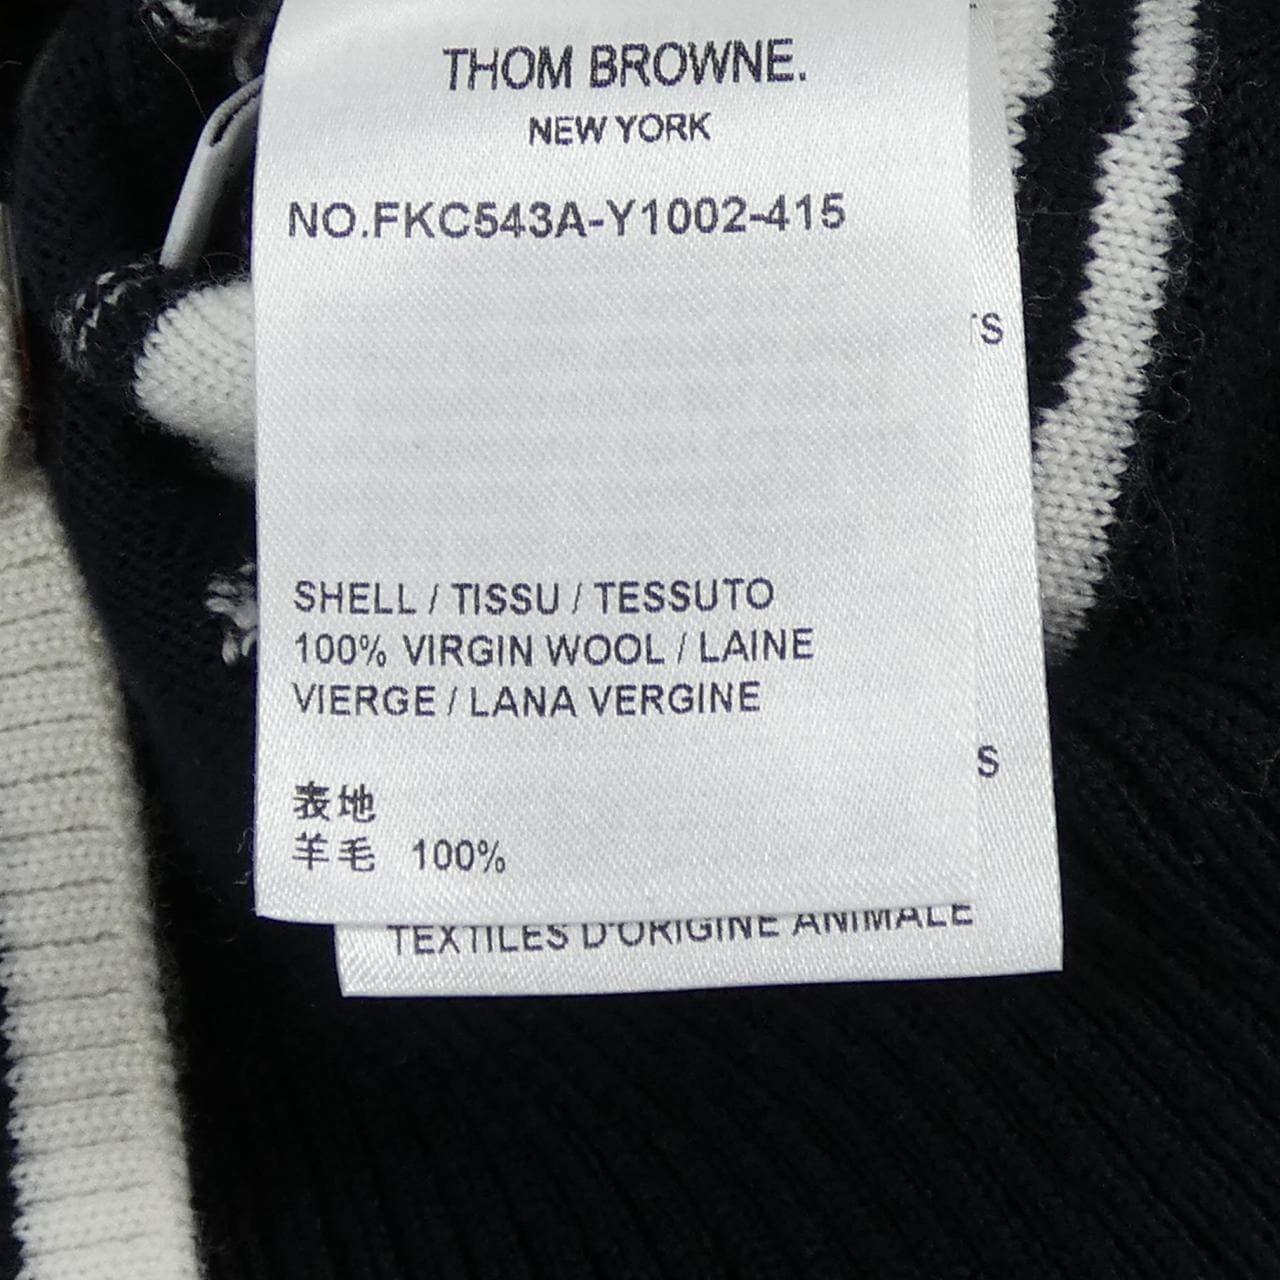 THOM BROWNE.
NEW YORK
NO.FKC543A-Y1002-415
SHELL / TISSU / TESSUTO
100% VIRGIN WOOL / LAINE
VIERGE / LANA VERGINE
表地
羊毛 100%
TEXTILES D'ORIGINE ANIMALE